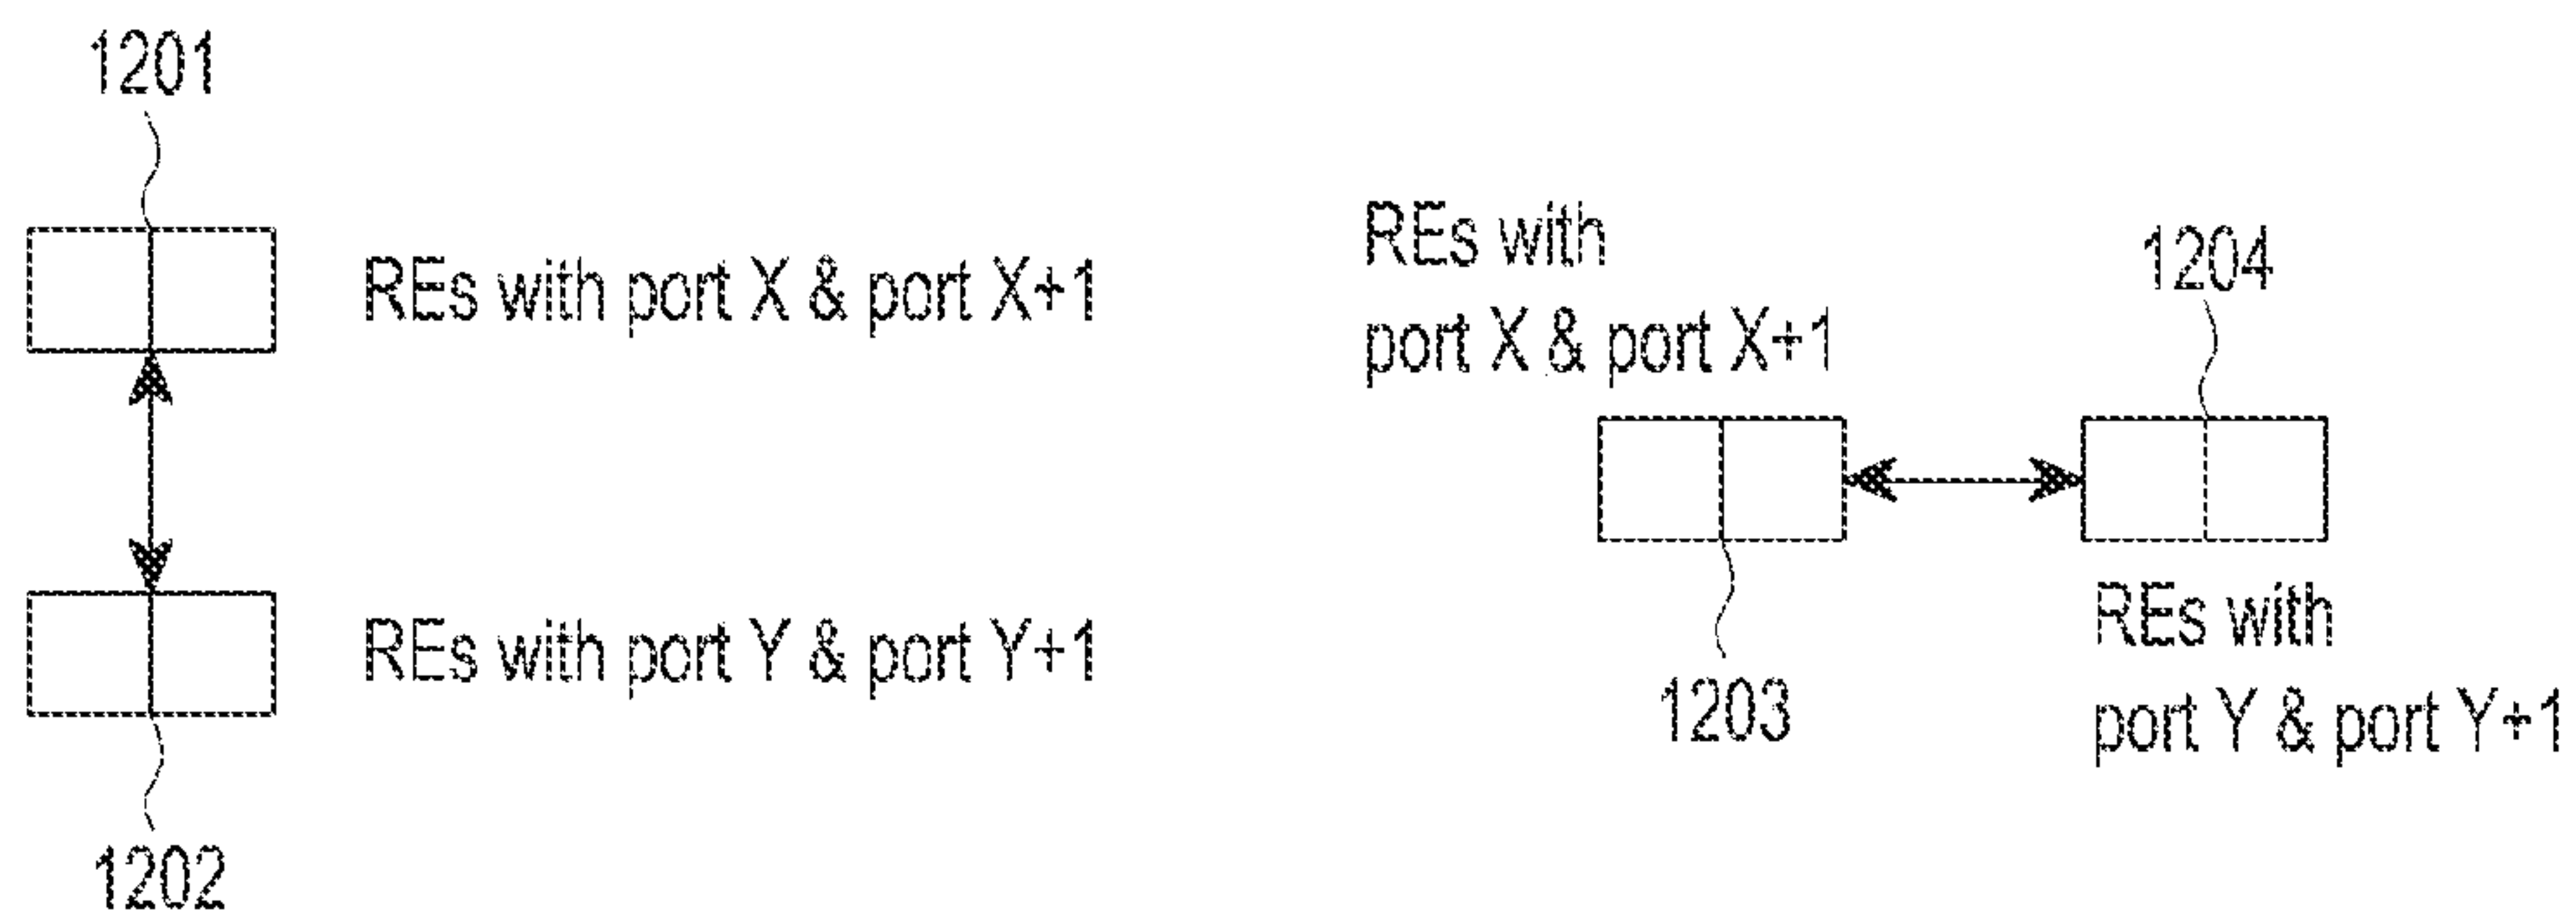 1201
REs with port X & port X+1
REs with port Y & port Y+1
1202
REs with
port X & port X+1
1204
1203
REs with
port Y & port Y+1